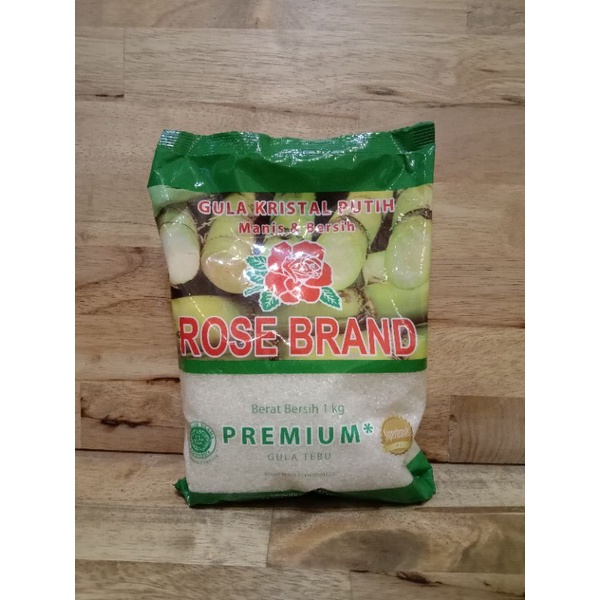 GULA KRISTAL PUTIH
Manis & Bersih
ROSE BRAND
Berat Bersih 1 kg
PREMIUM*
GULA TEBU